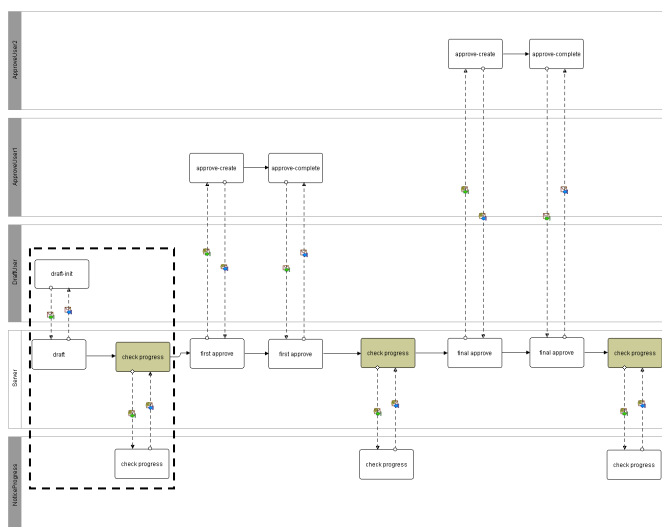 ApproveUser2
approve-create
approve-complete
ApproveUser1
approve-create
approve-complete
DraftUser
draft-init
Server
draft
check progress
first approve
first approve
check progress
final approve
final approve
check progress
NoticeProgress
check progress
check progress
check progress